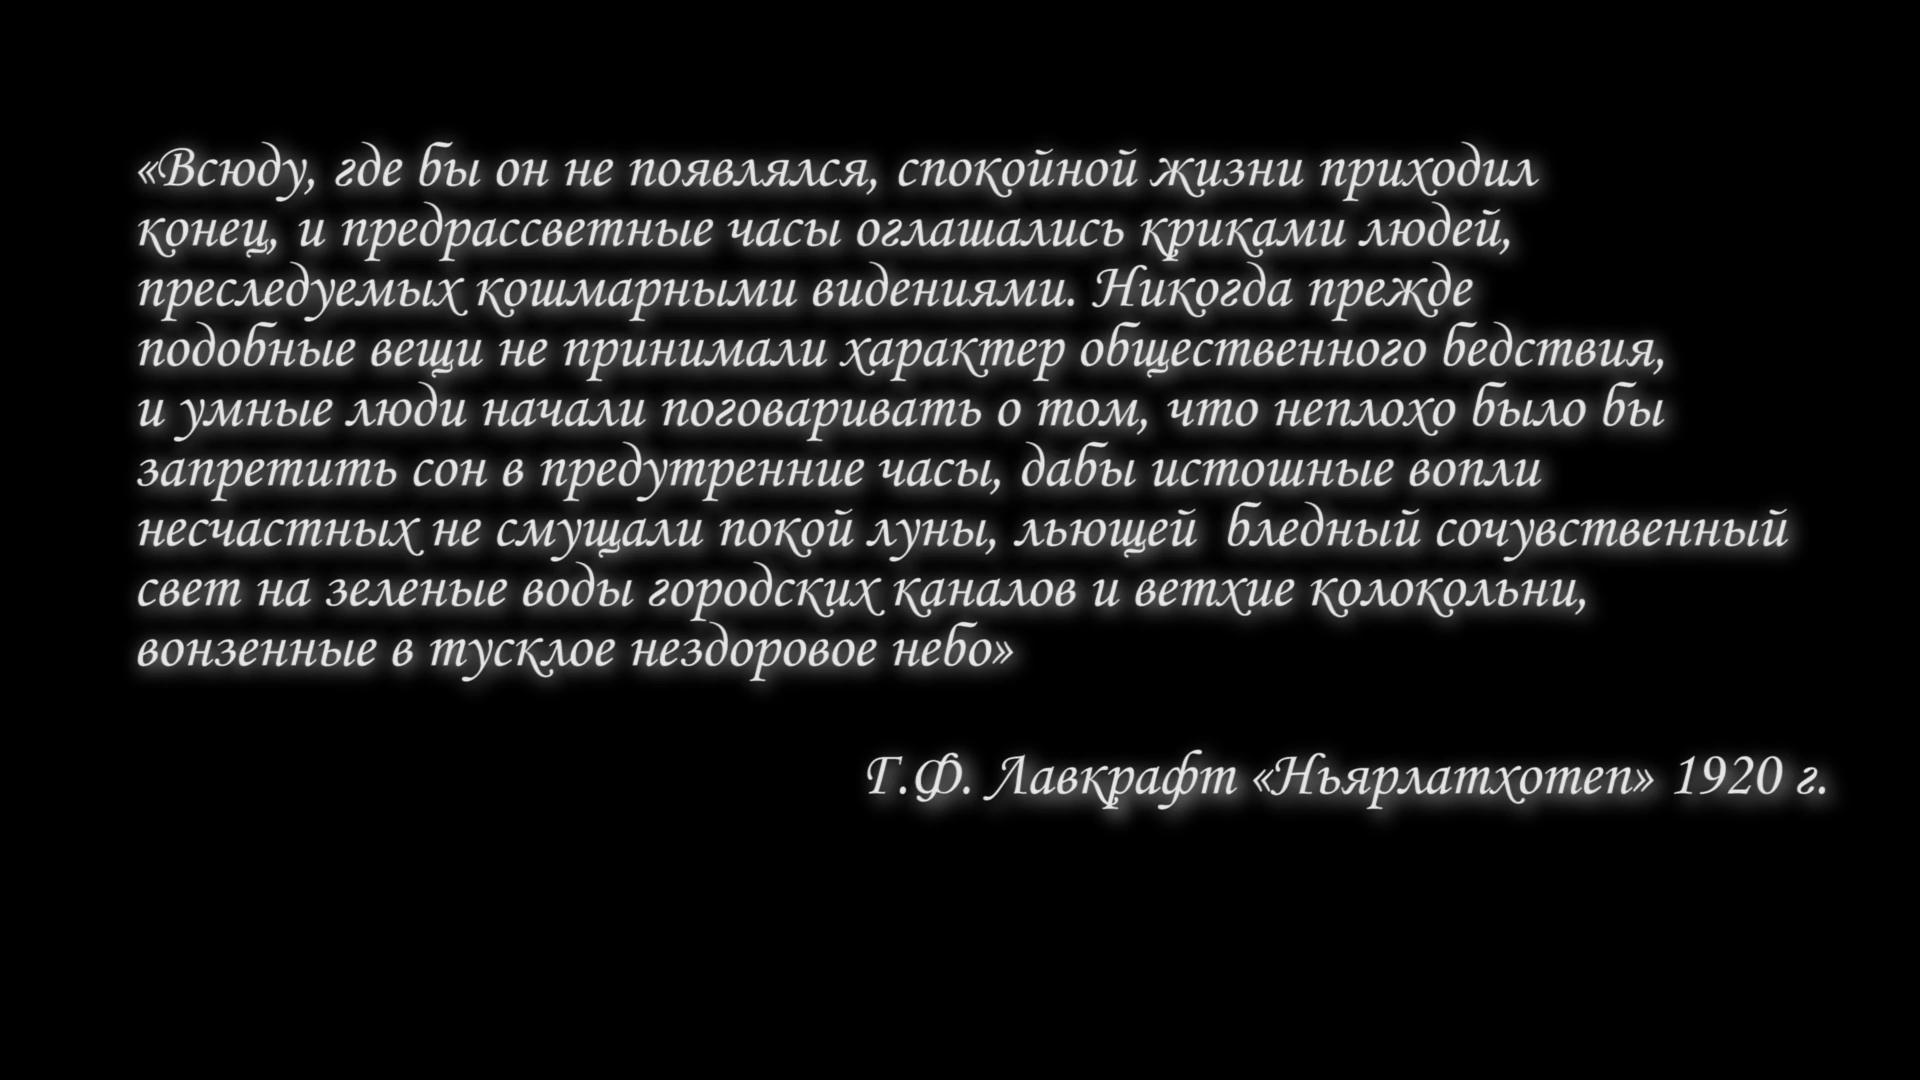 «Всюду, где бы он не появлялся, спокойной жизни приходил
конец, и предрассветные часы оглашались криками людей,
преследуемых кошмарными видениями. Никогда прежде
подобные вещи не принимали характер общественного бедствия,
и умные люди начали поговаривать о том, что неплохо было бы
запретить сон в предутренние часы, дабы истошные вопли
несчастных не смущали покой луны, льющей  бледный сочувственный
свет на зеленые воды городских каналов и ветхие колокольни,
вонзенные в тусклое нездоровое небо»
Г.Ф. Лавкрафт «Ньярлатхотеп» 1920 г.